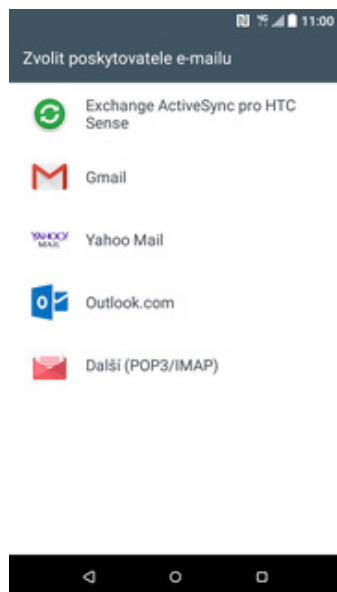 11:00
Zvolit poskytovatele e-mailu
Exchange ActiveSync pro HTC
Sense
Gmail
YAHOO!
MAIL
Yahoo Mail
Outlook.com
Další (POP3/IMAP)